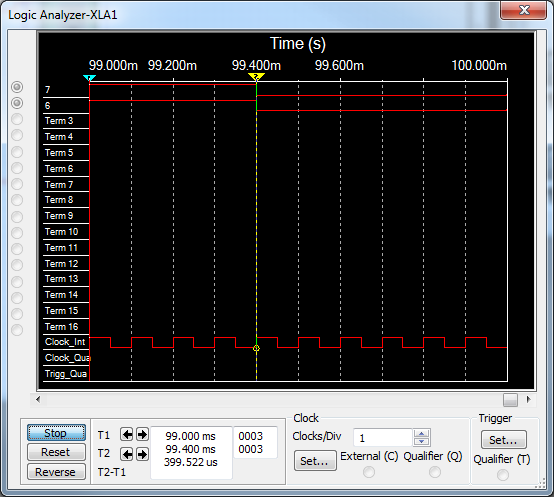 Logic Analyzer-XLA1
Time (s)
99.000m 99.200m 99.400m 99.600m 100.000m
1 2
7
6
Term 3
Term 4
Term 5
Term 6
Term 7
Term 8
Term 9
Term 10
Term 11
Term 12
Term 13
Term 14
Term 15
Term 16
Clock_Int
Clock_Qua
Trigg_Qua
Stop
Reset
Reverse
T1 99.000 ms 0003
T2 99.400 ms 0003
T2-T1 399.522 us
Clock
Clocks/Div 1
Set... External (C) Qualifier (Q)
Trigger
Set...
Qualifier (T)